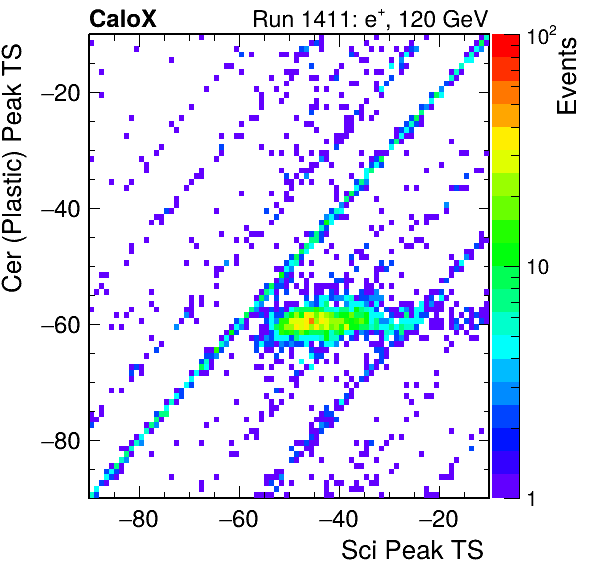 CaloX Run 1411: e⁺, 120 GeV
Cer (Plastic) Peak TS
−20
−40
−60
−80
−80 −60 −40 −20
Sci Peak TS
10²
10
1
Events